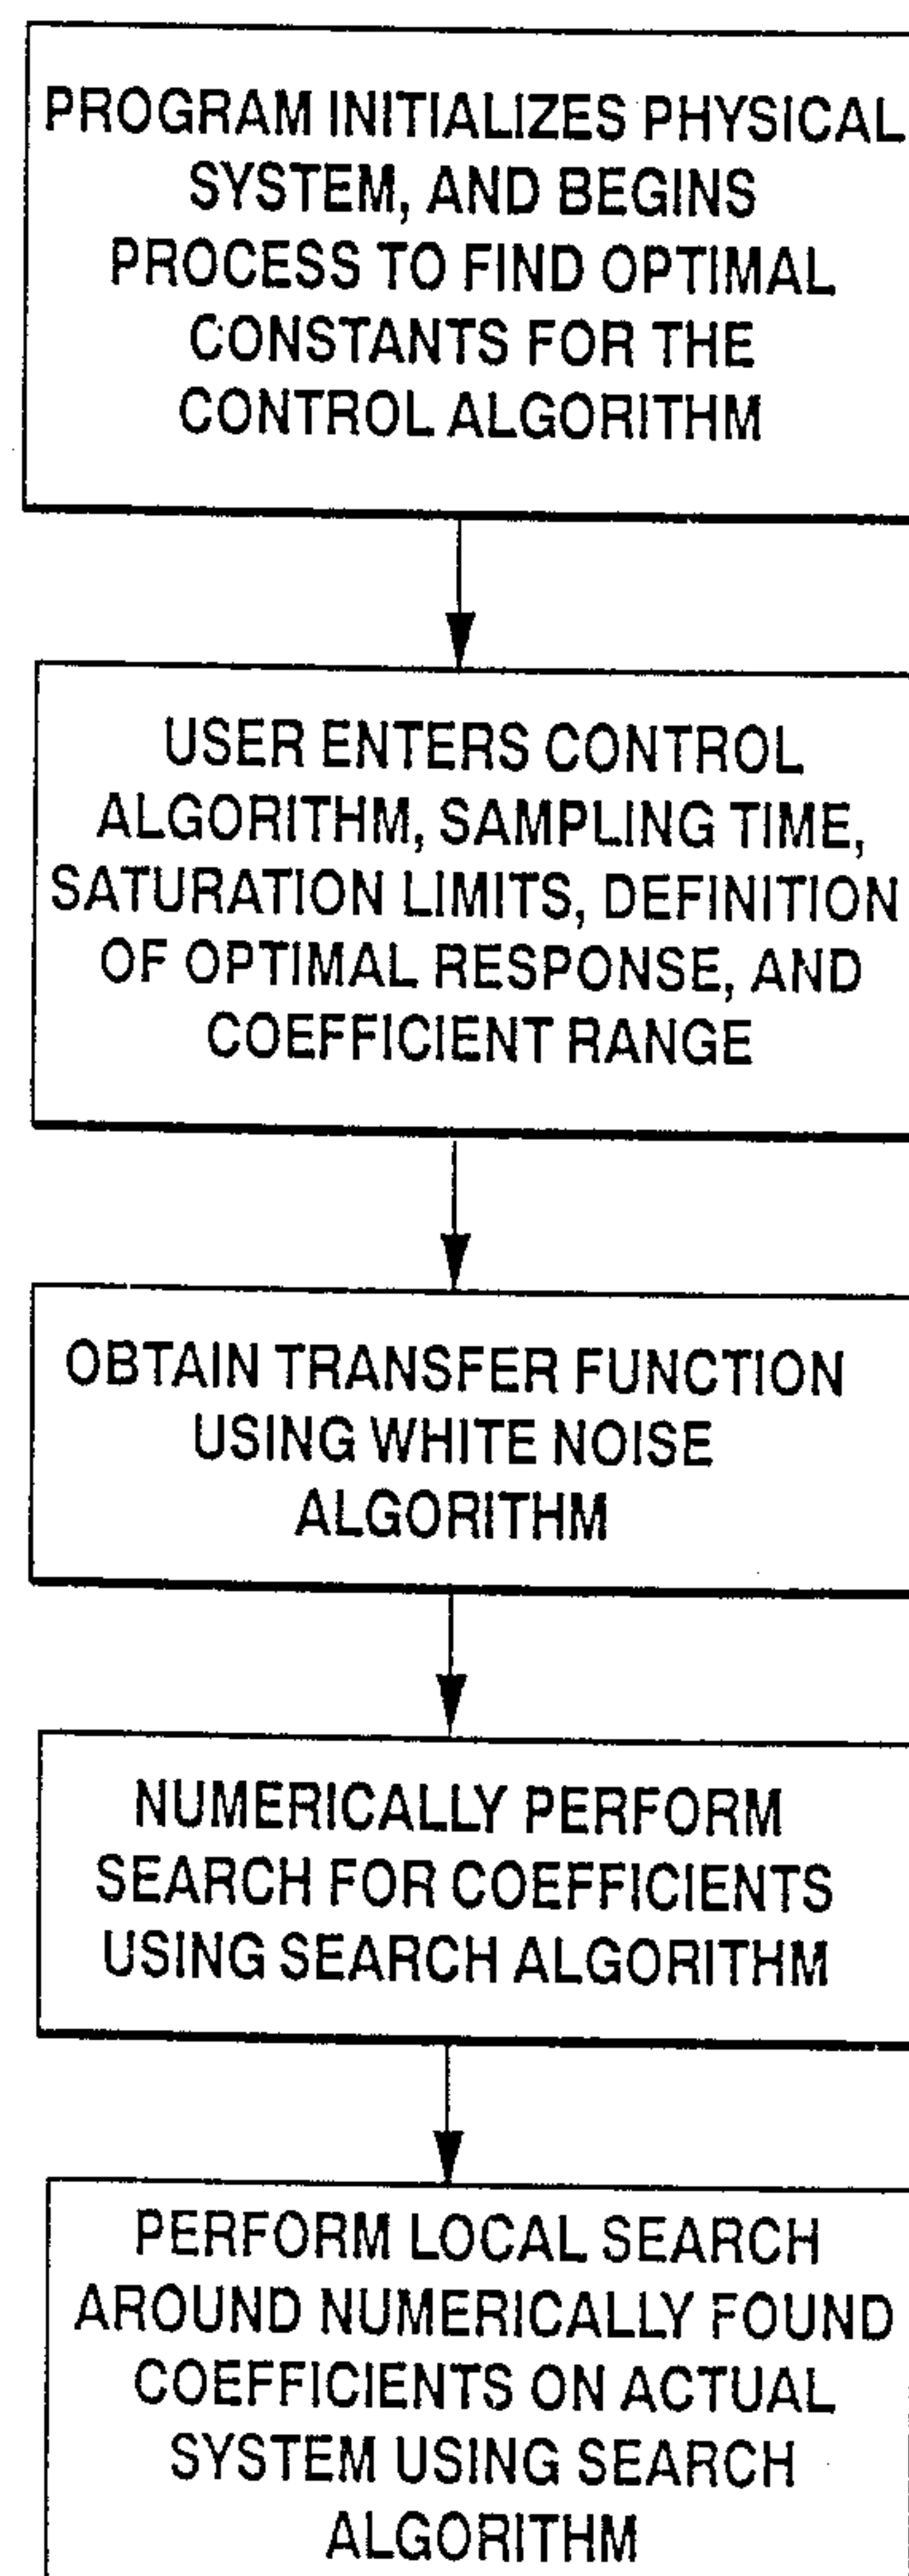 PROGRAM INITIALIZES PHYSICAL
SYSTEM, AND BEGINS
PROCESS TO FIND OPTIMAL
CONSTANTS FOR THE
CONTROL ALGORITHM
USER ENTERS CONTROL
ALGORITHM, SAMPLING TIME,
SATURATION LIMITS, DEFINITION
OF OPTIMAL RESPONSE, AND
COEFFICIENT RANGE
OBTAIN TRANSFER FUNCTION
USING WHITE NOISE
ALGORITHM
NUMERICALLY PERFORM
SEARCH FOR COEFFICIENTS
USING SEARCH ALGORITHM
PERFORM LOCAL SEARCH
AROUND NUMERICALLY FOUND
COEFFICIENTS ON ACTUAL
SYSTEM USING SEARCH
ALGORITHM